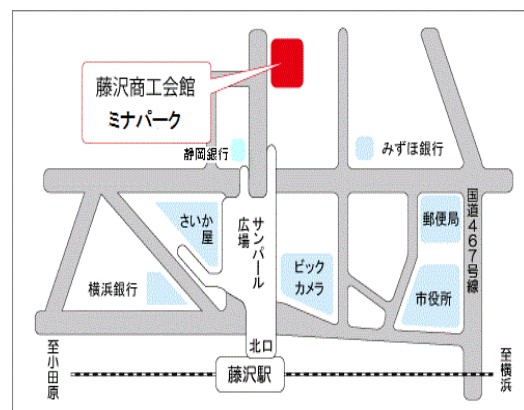 藤沢商工会館
ミナパーク
静岡銀行
みずほ銀行
さいか
屋
サンパール
広場
郵便局
国道467号線
横浜銀行
ビック
カメラ
市役所
北口
藤沢駅
至小田原
至横浜